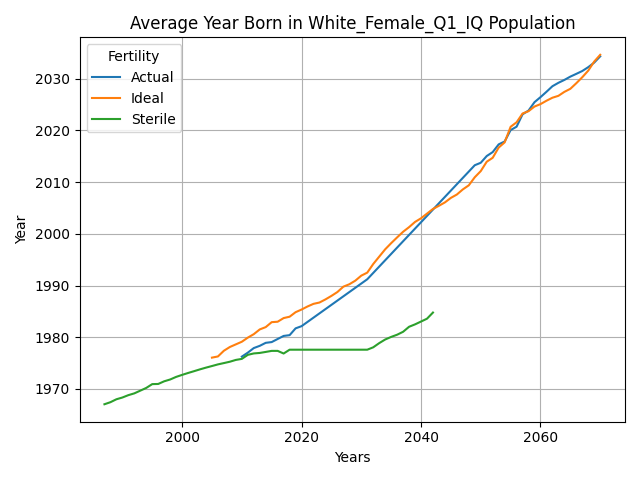 Average Year Born in White_Female_Q1_IQ Population
Fertility
Actual
Ideal
Sterile
Year
2030
2020
2010
2000
1990
1980
1970
2000 2020 2040 2060
Years